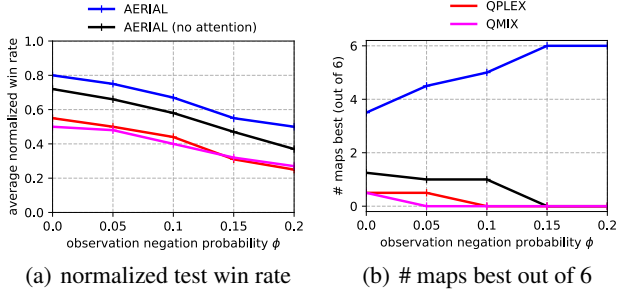 AERIAL
AERIAL (no attention)
QPLEX
QMIX
average normalized win rate
1.0
0.8
0.6
0.4
0.2
0.0
0.0 0.05 0.1 0.15 0.2
observation negation probability ϕ
(a) normalized test win rate
# maps best (out of 6)
6
4
2
0
0.0 0.05 0.1 0.15 0.2
observation negation probability ϕ
(b) # maps best out of 6